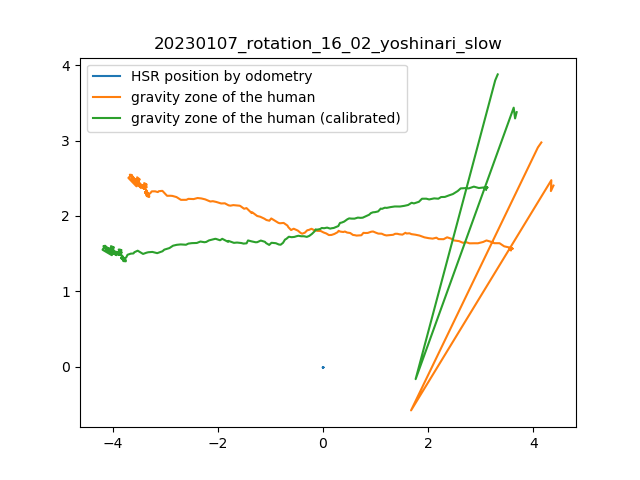 20230107_rotation_16_02_yoshinari_slow
HSR position by odometry
gravity zone of the human
gravity zone of the human (calibrated)
4
3
2
1
0
−4
−2
0
2
4